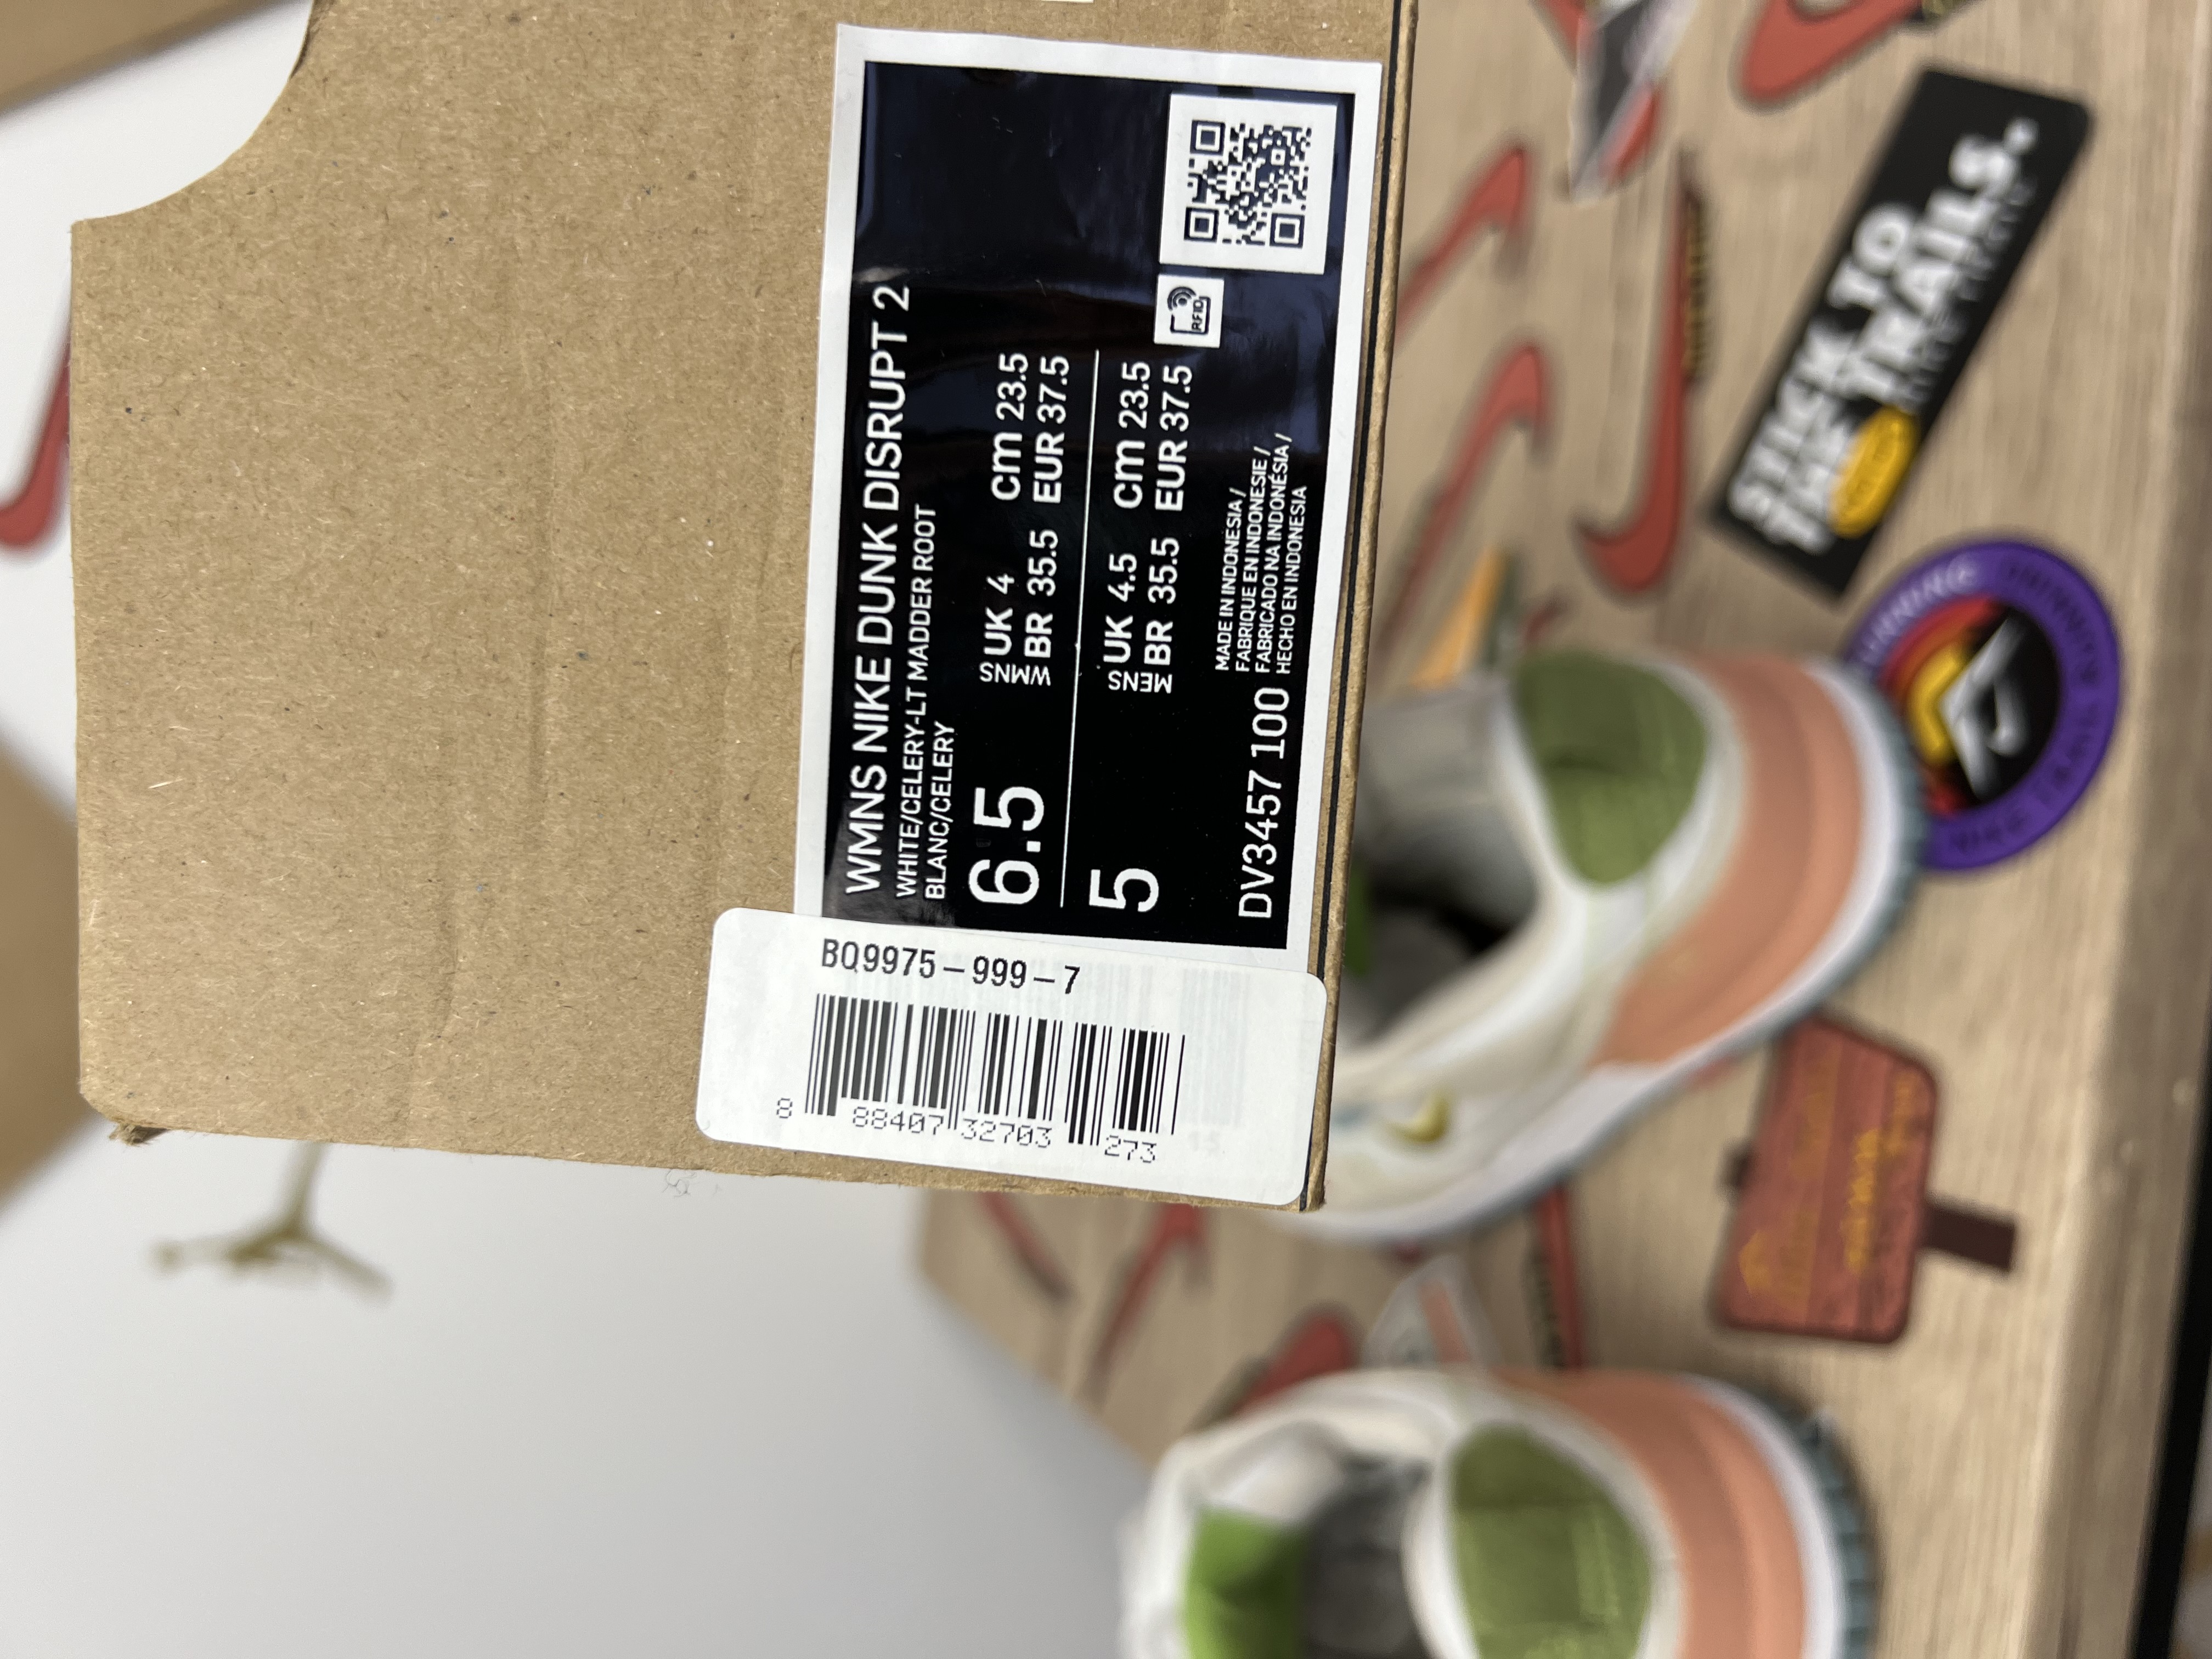 WMNS NIKE DUNK DISRUPT 2
WHITE/CELERY-LT MADDER ROOT
BLANC/CELERY
6.5
WMNS
UK 4
cm 23.5
BR 35.5
EUR 37.5
5
MENS
UK 4.5
cm 23.5
BR 35.5
EUR 37.5
RFID
DV3457 100
MADE IN INDONESIA /
FABRIQUE EN INDONESIE /
FABRICADO NA INDONÉSIA /
HECHO EN INDONESIA
BQ9975-999-7
8 88407 32703 273
STICK TO
THE TRAILS.